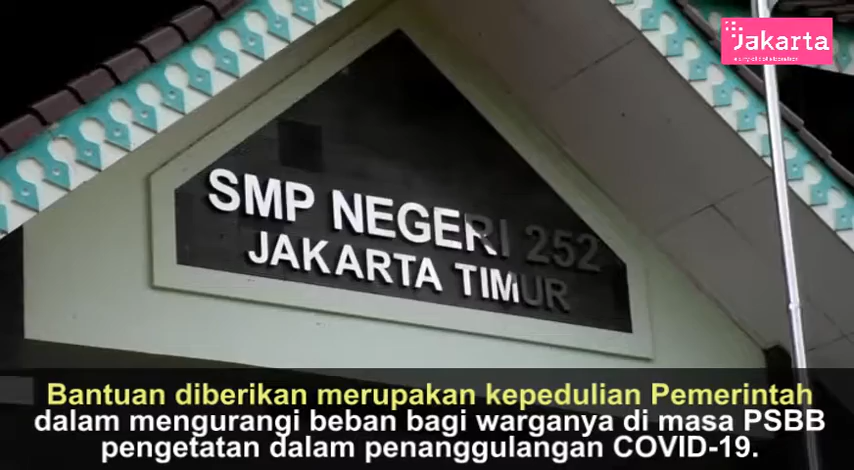 Jakarta
SMP NEGERI 252
JAKARTA TIMUR
Bantuan diberikan merupakan kepedulian Pemerintah
dalam mengurangi beban bagi warganya di masa PSBB
pengetatan dalam penanggulangan COVID-19.